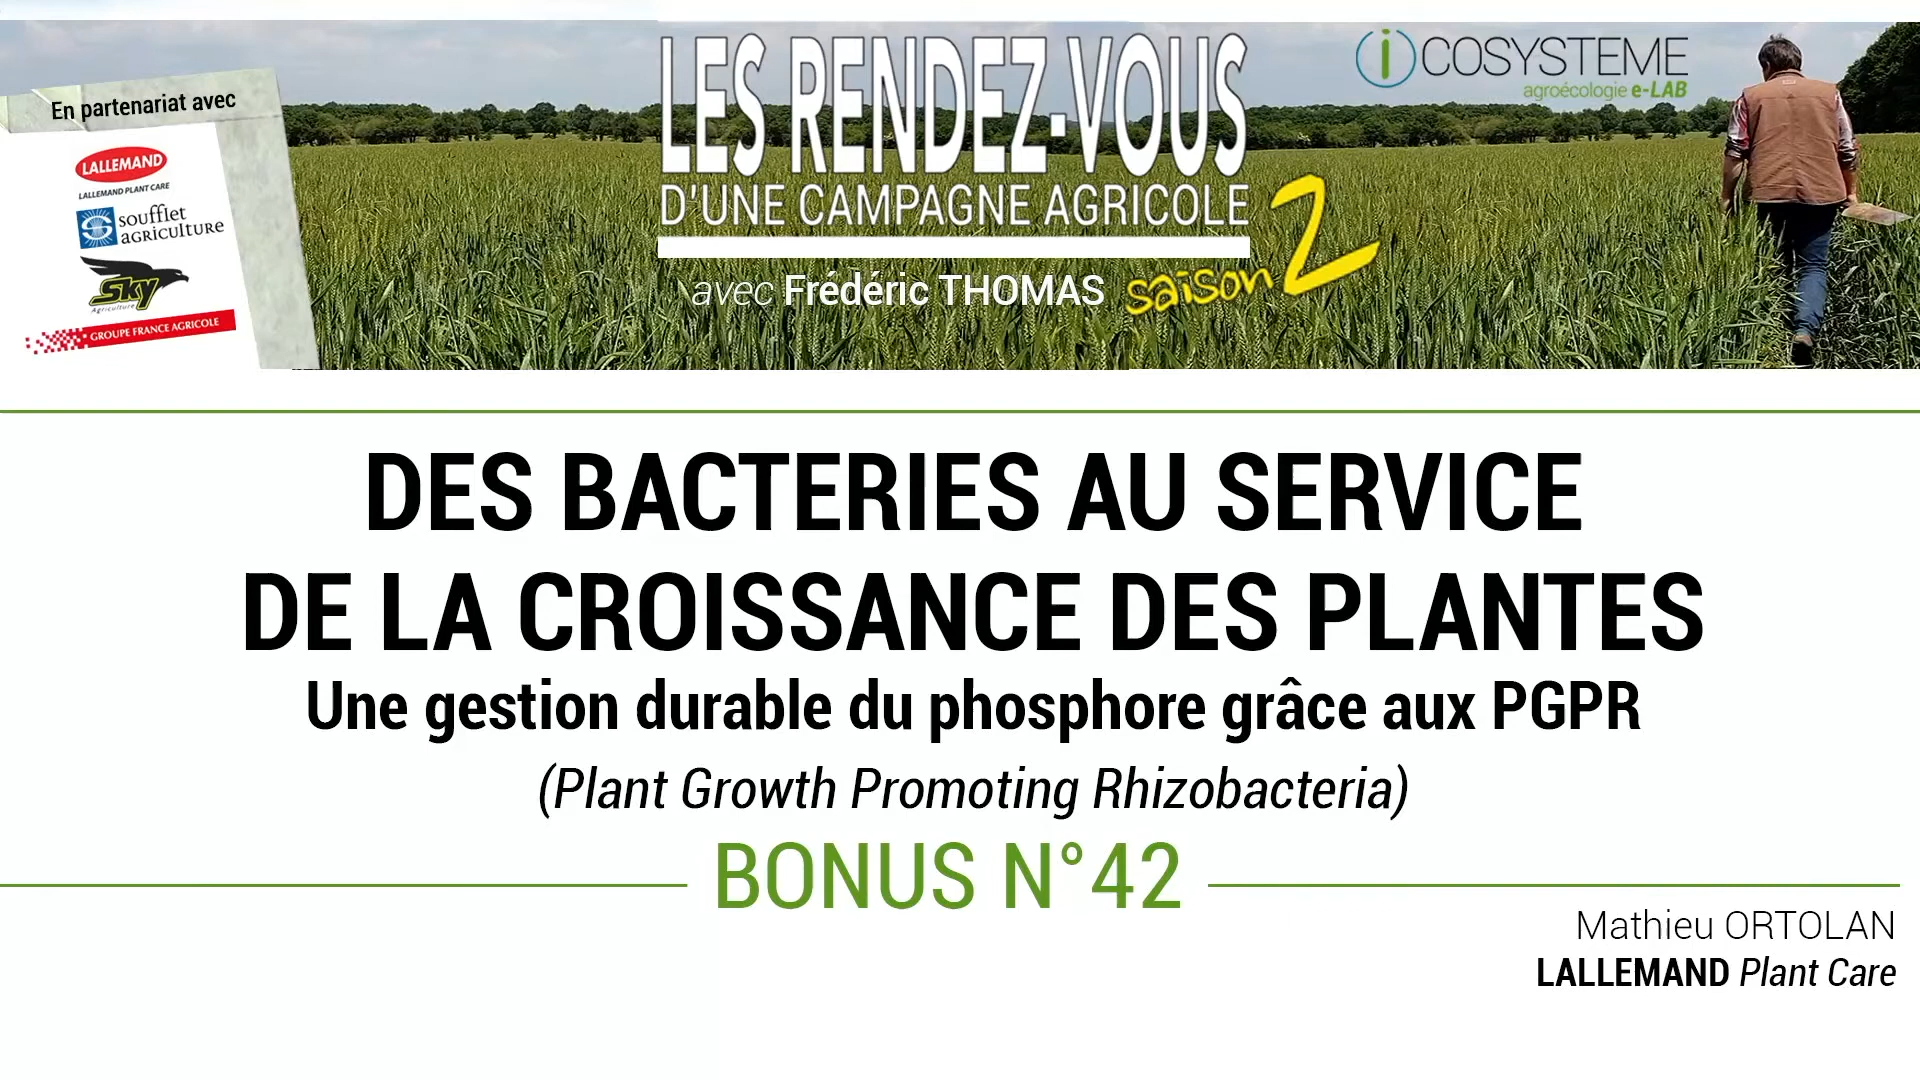 En partenariat avec
LALLEMAND
LALLEMAND PLANT CARE
soufflet
agriculture
Sky
Agriculture
GROUPE FRANCE AGRICOLE
LES RENDEZ-VOUS
D'UNE CAMPAGNE AGRICOLE
avec Frédéric THOMAS saison 2
(i)COSYSTEME
agroécologie e-LAB
DES BACTERIES AU SERVICE
DE LA CROISSANCE DES PLANTES
Une gestion durable du phosphore grâce aux PGPR
(Plant Growth Promoting Rhizobacteria)
BONUS N°42
Mathieu ORTOLAN
LALLEMAND Plant Care